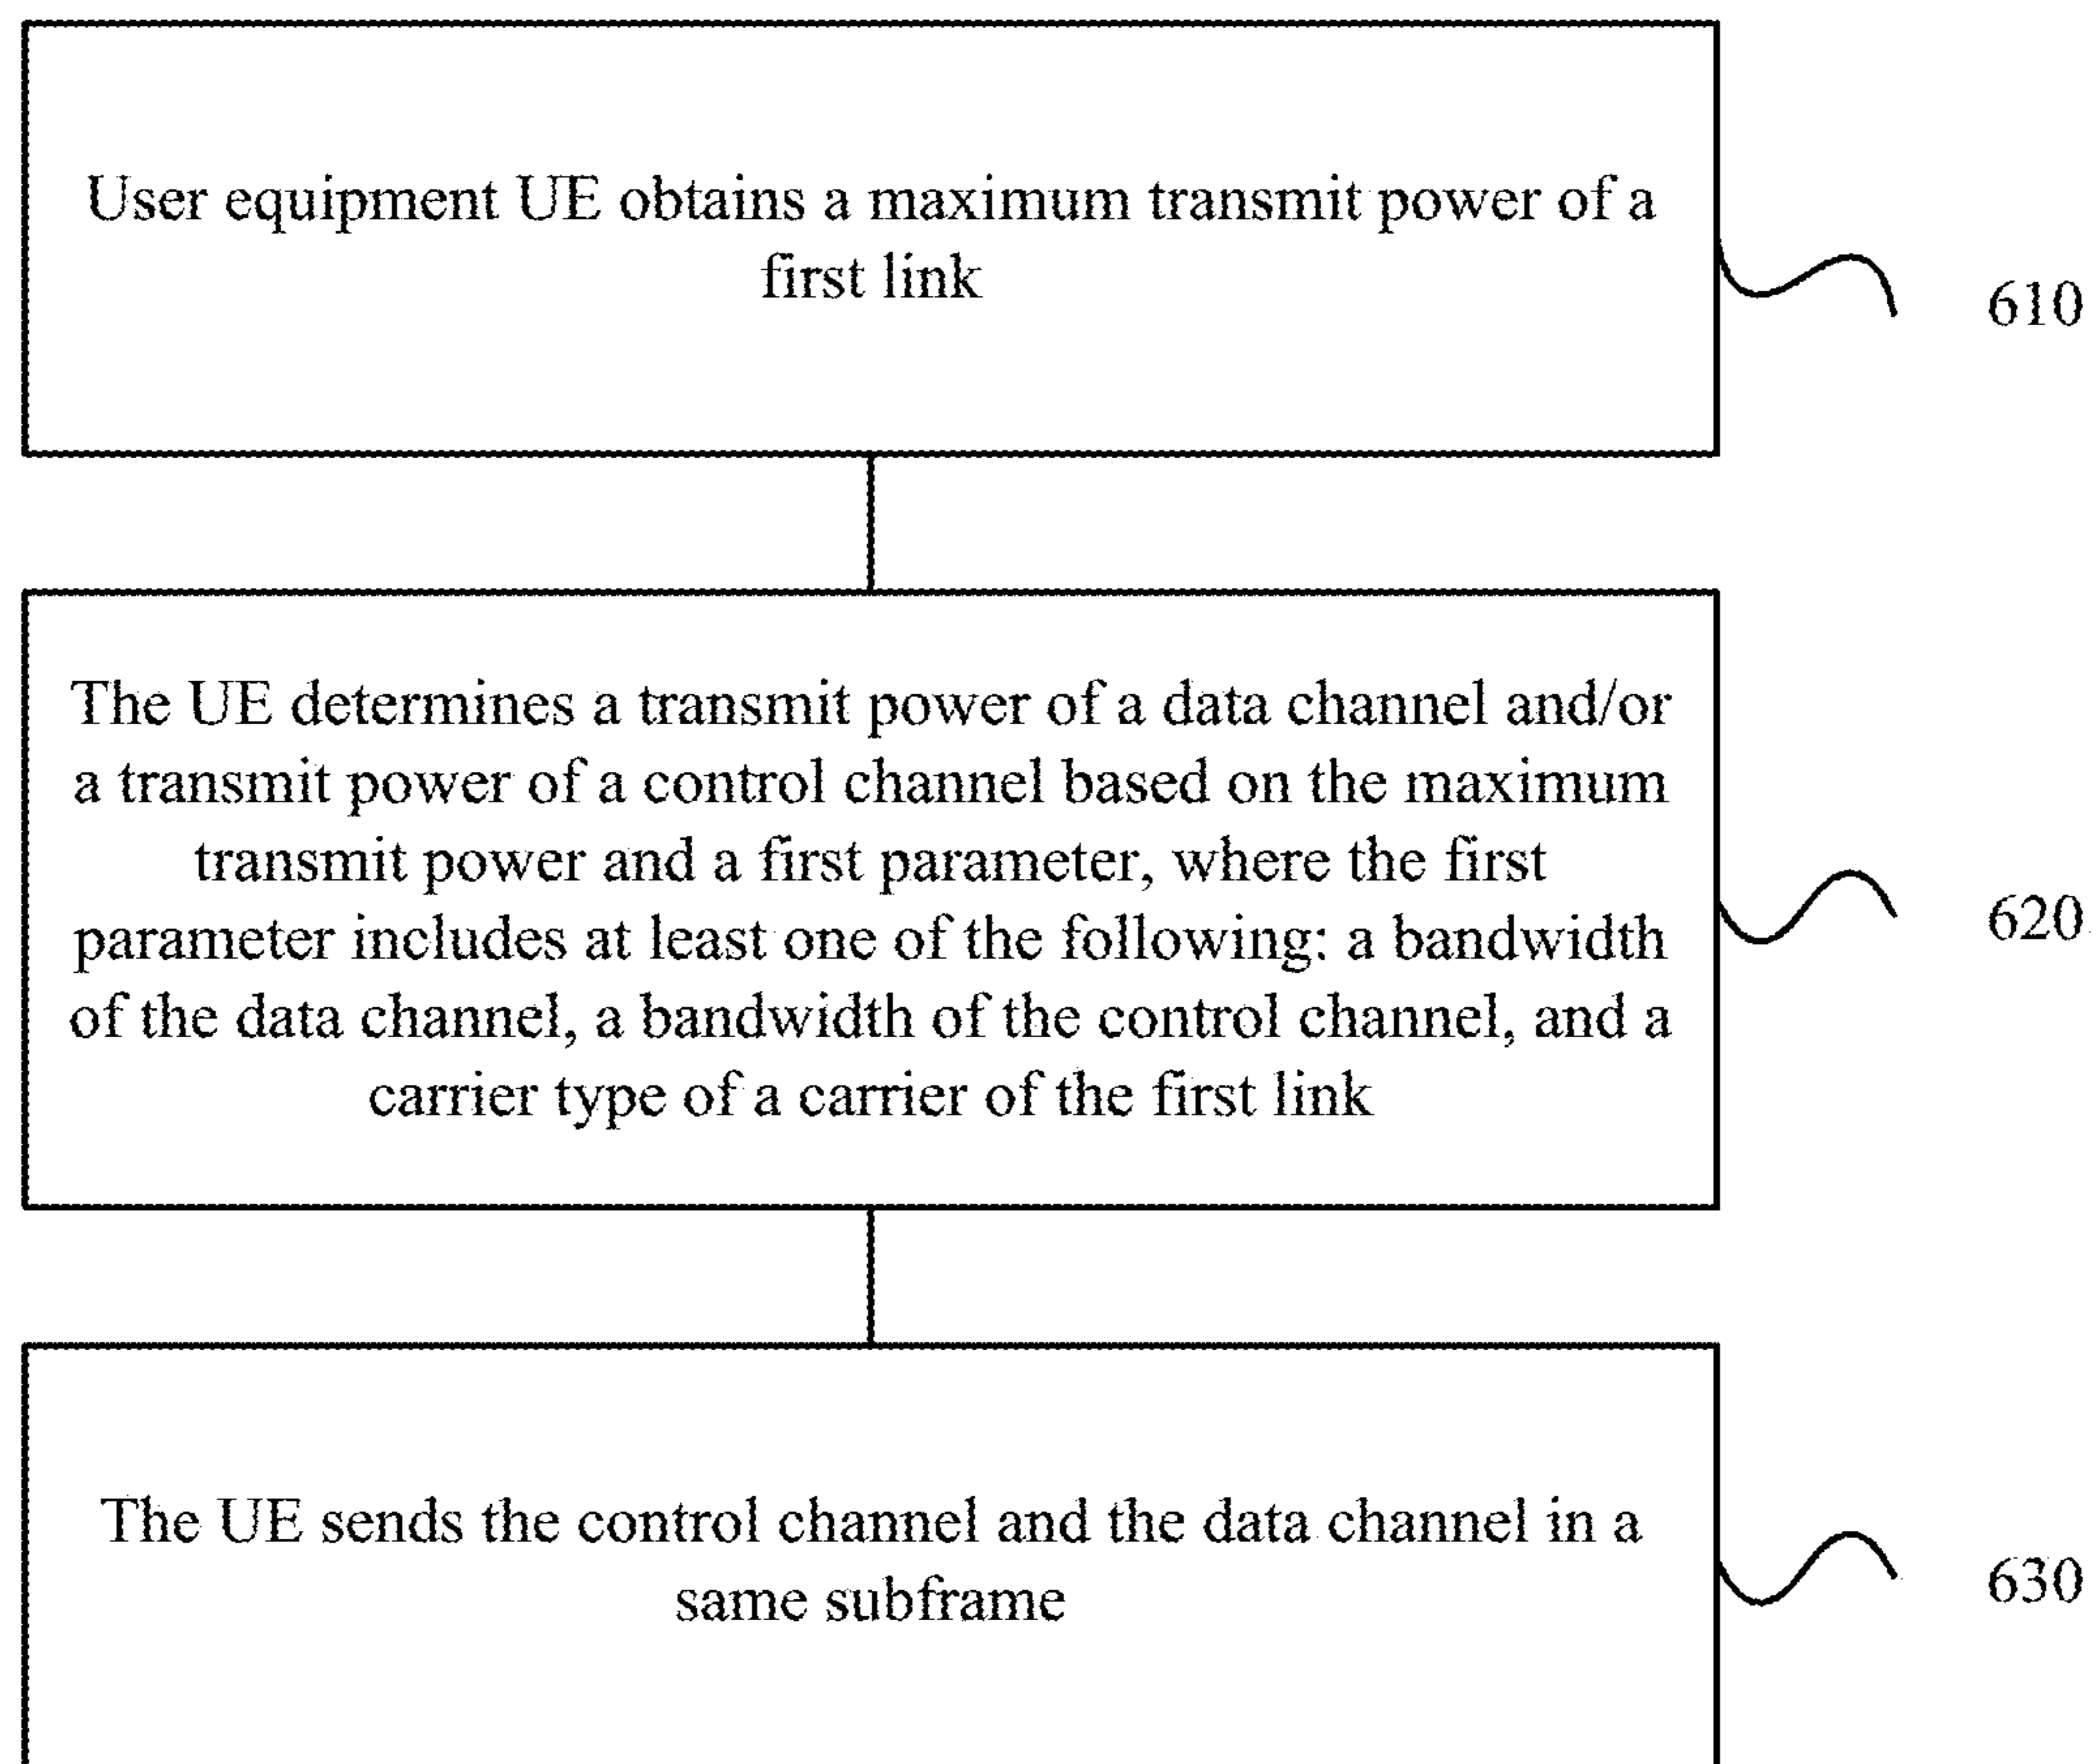 User equipment UE obtains a maximum transmit power of a
first link
610
The UE determines a transmit power of a data channel and/or
a transmit power of a control channel based on the maximum
transmit power and a first parameter, where the first
parameter includes at least one of the following: a bandwidth
of the data channel, a bandwidth of the control channel, and a
carrier type of a carrier of the first link
620
The UE sends the control channel and the data channel in a
same subframe
630